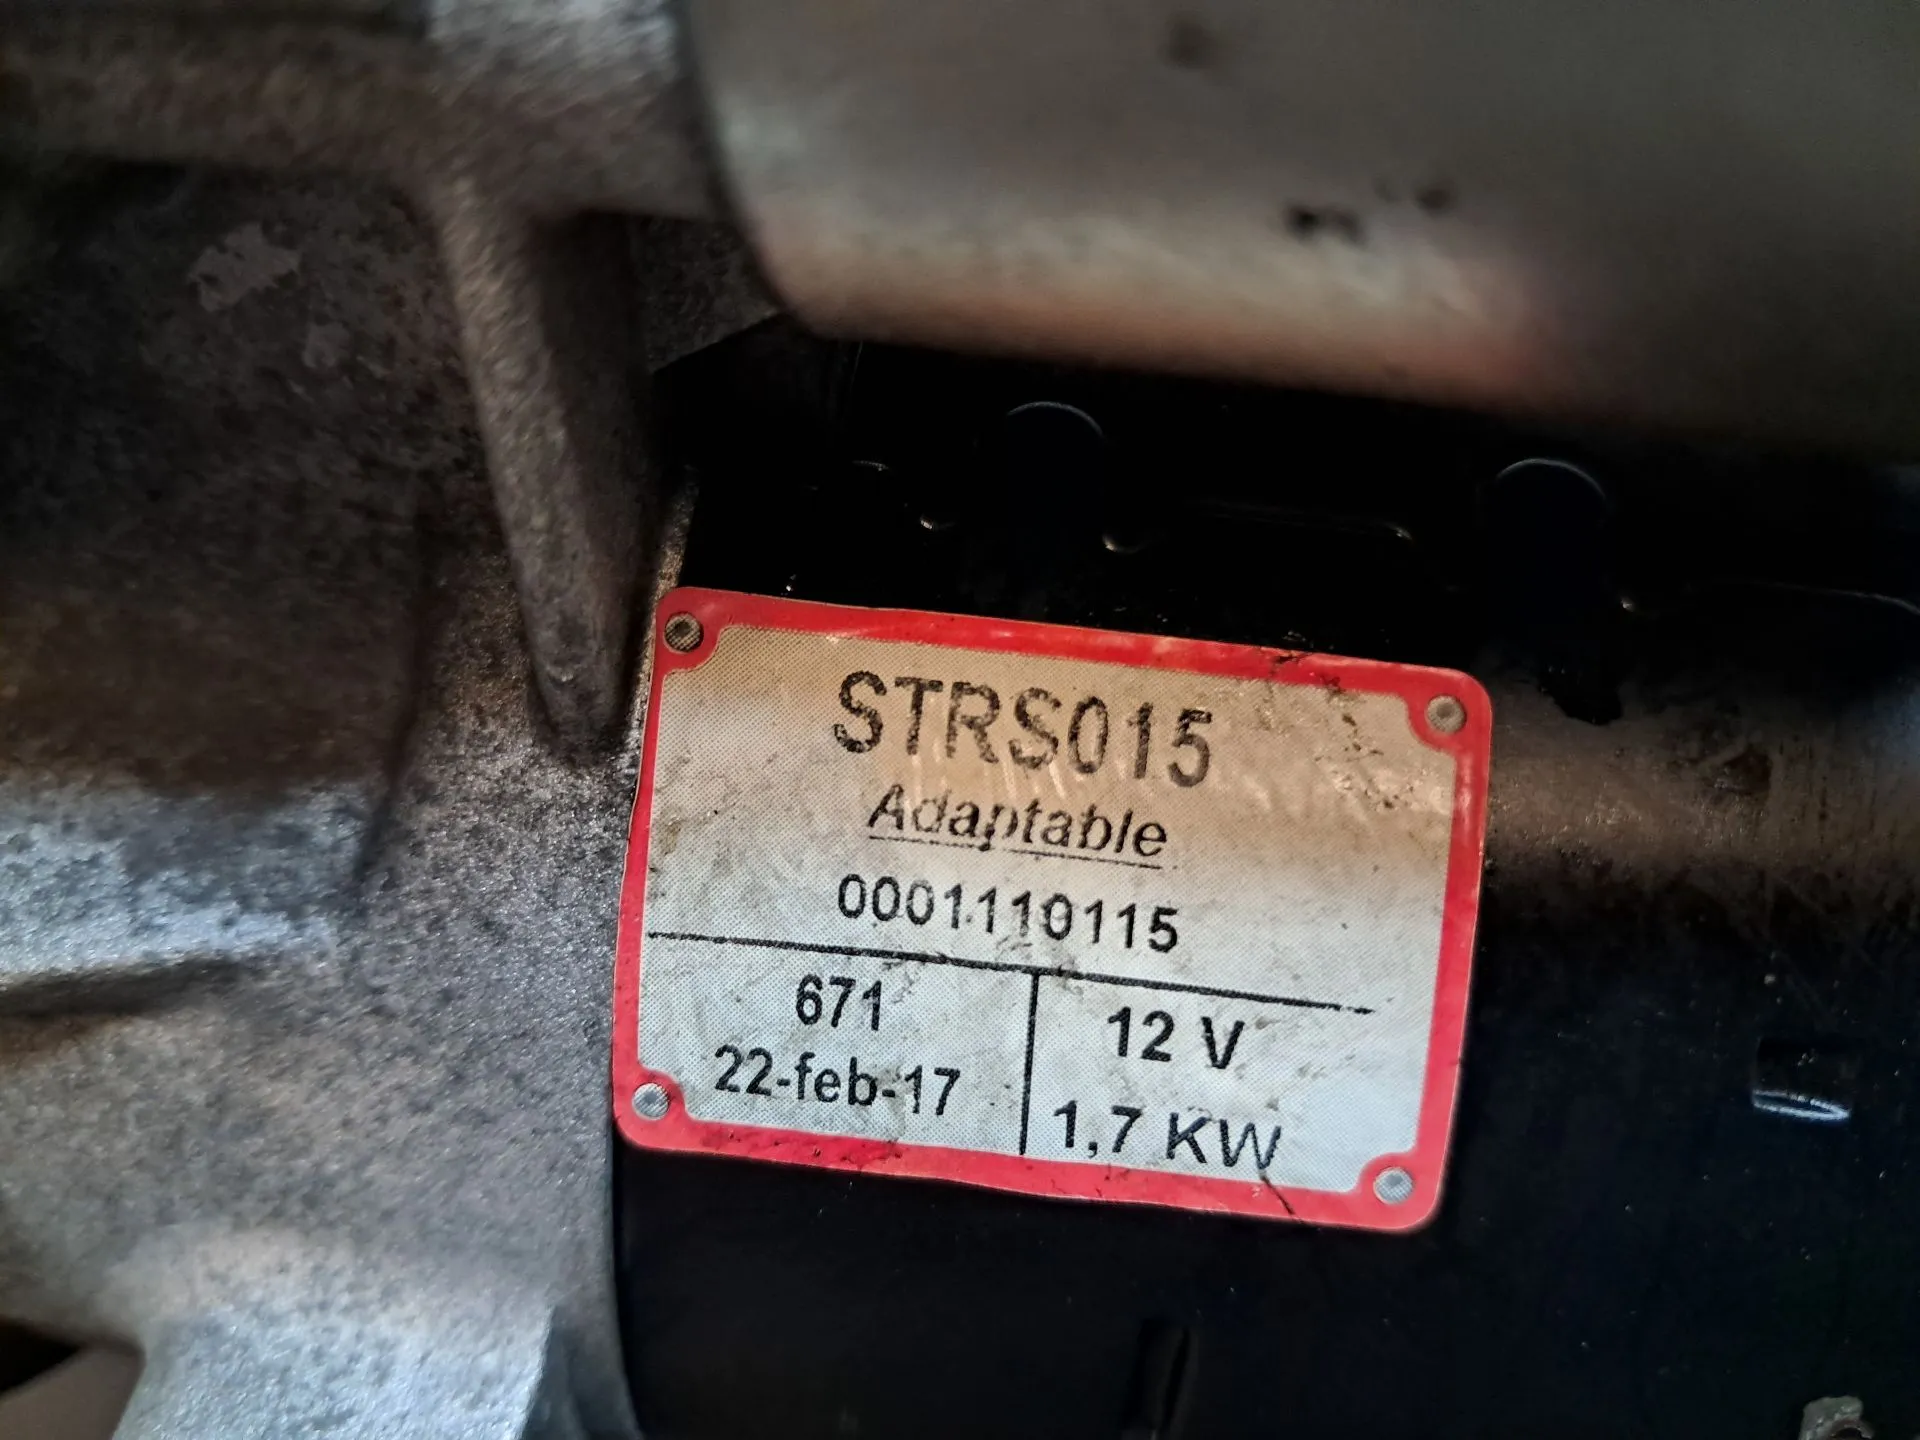 STRS015
Adaptable
0001110115
671
22-feb-17
12 V
1,7 KW